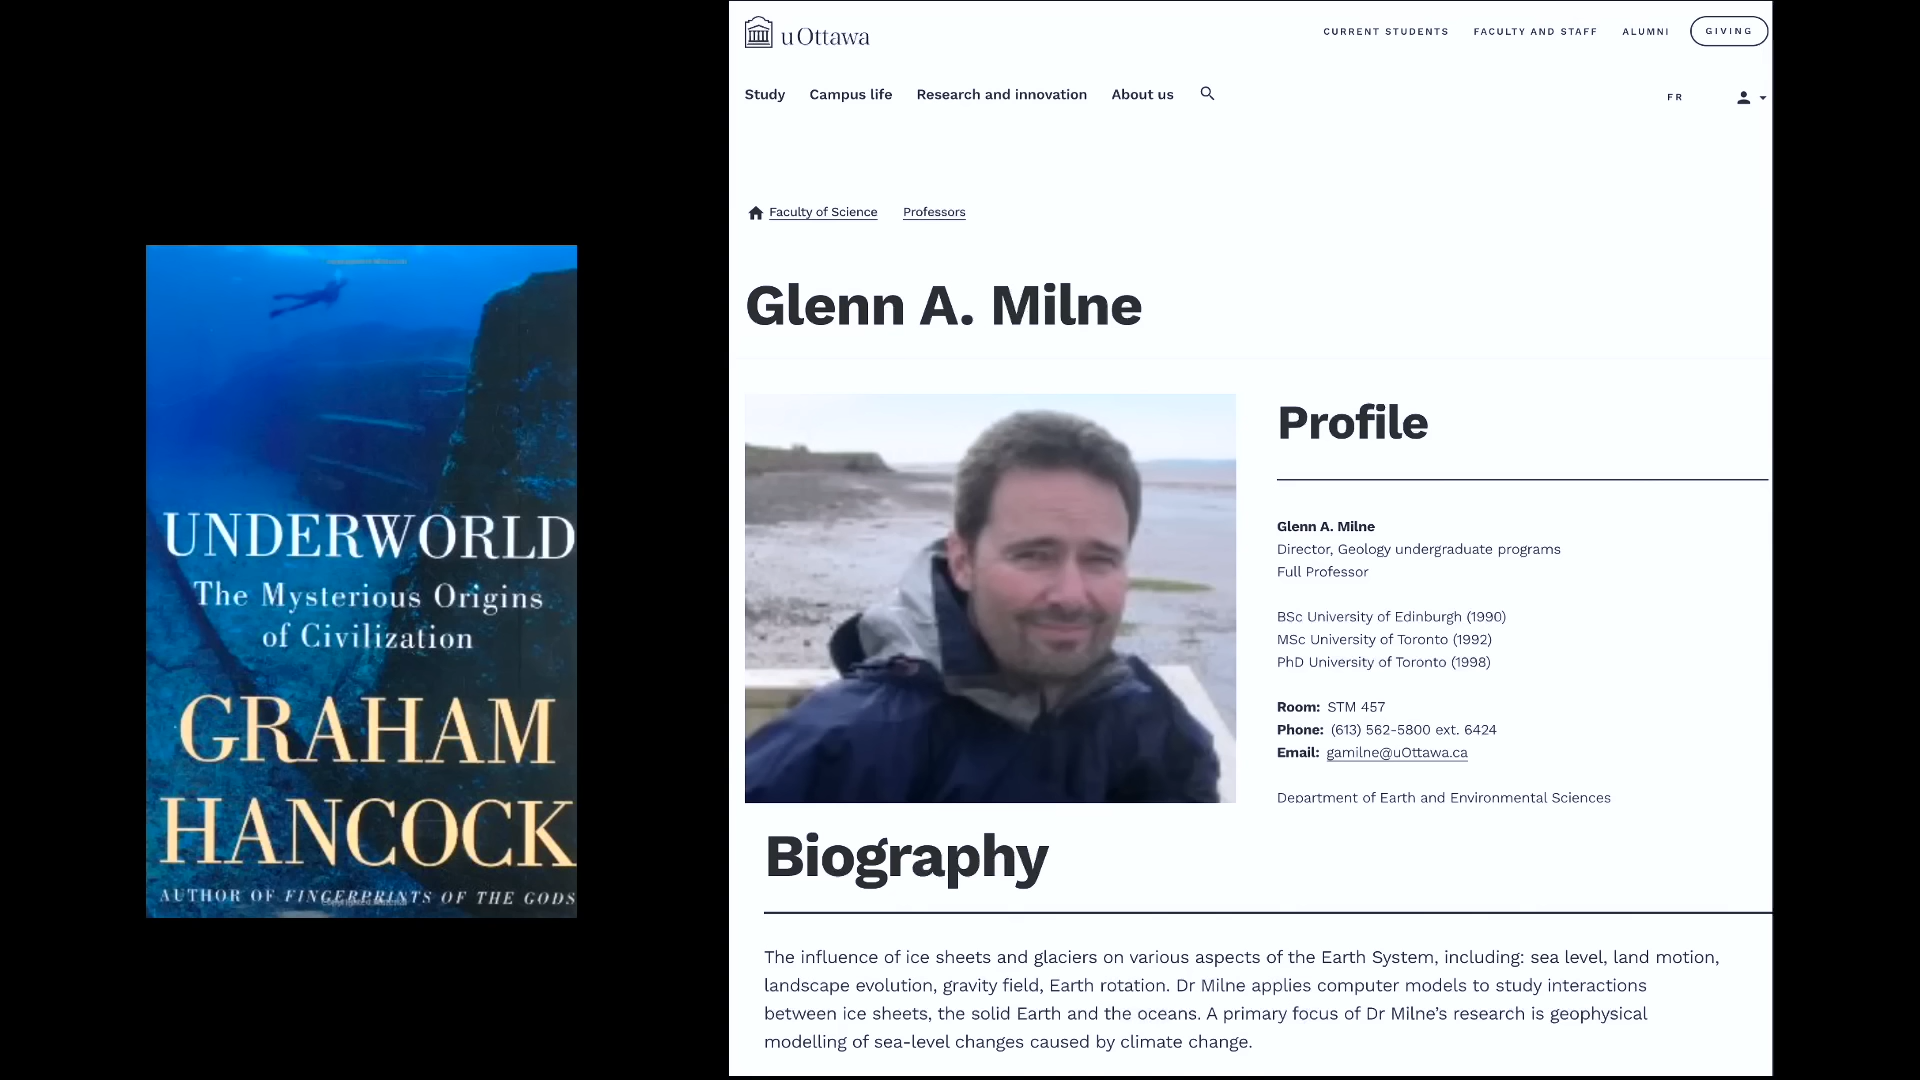 UNDERWORLD
The Mysterious Origins
of Civilization
GRAHAM
HANCOCK
AUTHOR OF FINGERPRINTS OF THE GODS
uOttawa
CURRENT STUDENTS FACULTY AND STAFF ALUMNI GIVING
Study Campus life Research and innovation About us
FR
Faculty of Science Professors
Glenn A. Milne
Profile
Glenn A. Milne
Director, Geology undergraduate programs
Full Professor
BSc University of Edinburgh (1990)
MSc University of Toronto (1992)
PhD University of Toronto (1998)
Room: STM 457
Phone: (613) 562-5800 ext. 6424
Email: gamilne@uOttawa.ca
Department of Earth and Environmental Sciences
Biography
The influence of ice sheets and glaciers on various aspects of the Earth System, including: sea level, land motion,
landscape evolution, gravity field, Earth rotation. Dr Milne applies computer models to study interactions
between ice sheets, the solid Earth and the oceans. A primary focus of Dr Milne’s research is geophysical
modelling of sea-level changes caused by climate change.